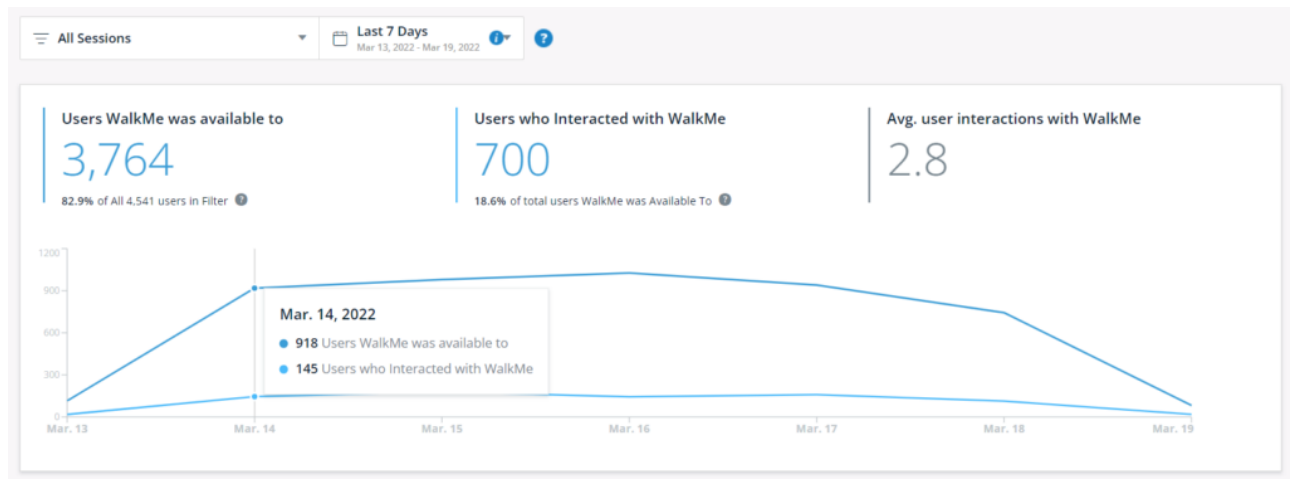 All Sessions
Last 7 Days
Mar 13, 2022 - Mar 19, 2022
i
?
Users WalkMe was available to
3,764
82.9% of All 4,541 users in Filter ?
Users who Interacted with WalkMe
700
18.6% of total users WalkMe was Available To ?
Avg. user interactions with WalkMe
2.8
1200
900
600
300
0
Mar. 14, 2022
918 Users WalkMe was available to
145 Users who Interacted with WalkMe
Mar. 13
Mar. 14
Mar. 15
Mar. 16
Mar. 17
Mar. 18
Mar. 19